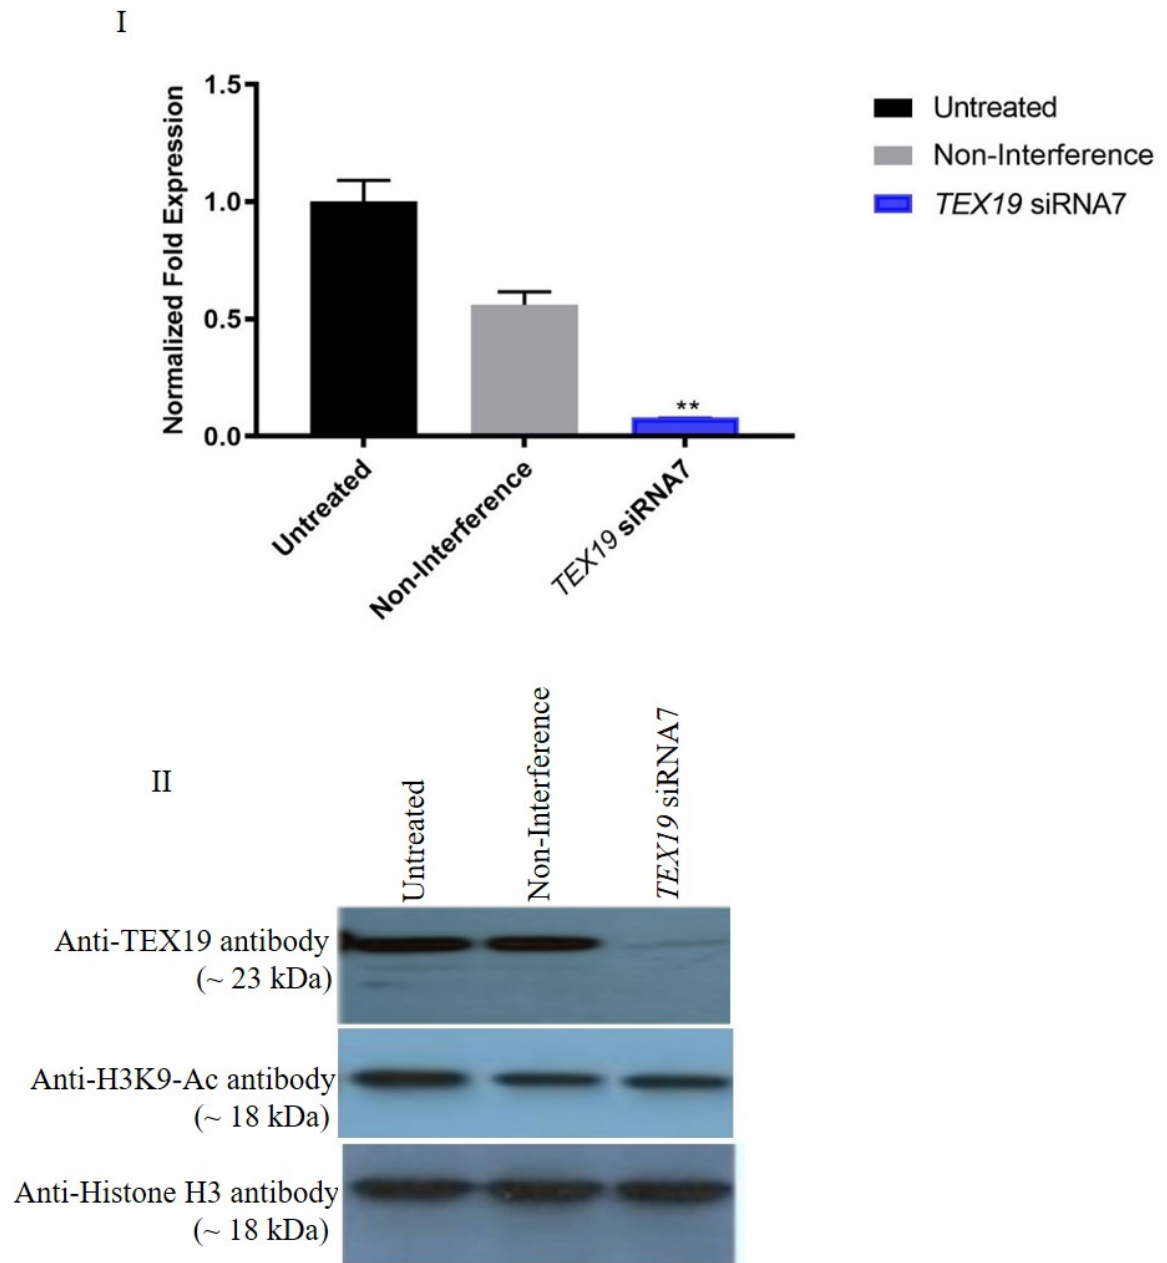 I
Normalized Fold Expression
1.5
1.0
0.5
0.0
Untreated
Non-Interference
TEX19 siRNA7
**
Untreated
Non-Interference
TEX19 siRNA7
II
Untreated
Non-Interference
TEX19 siRNA7
Anti-TEX19 antibody
(~ 23 kDa)
Anti-H3K9-Ac antibody
(~ 18 kDa)
Anti-Histone H3 antibody
(~ 18 kDa)